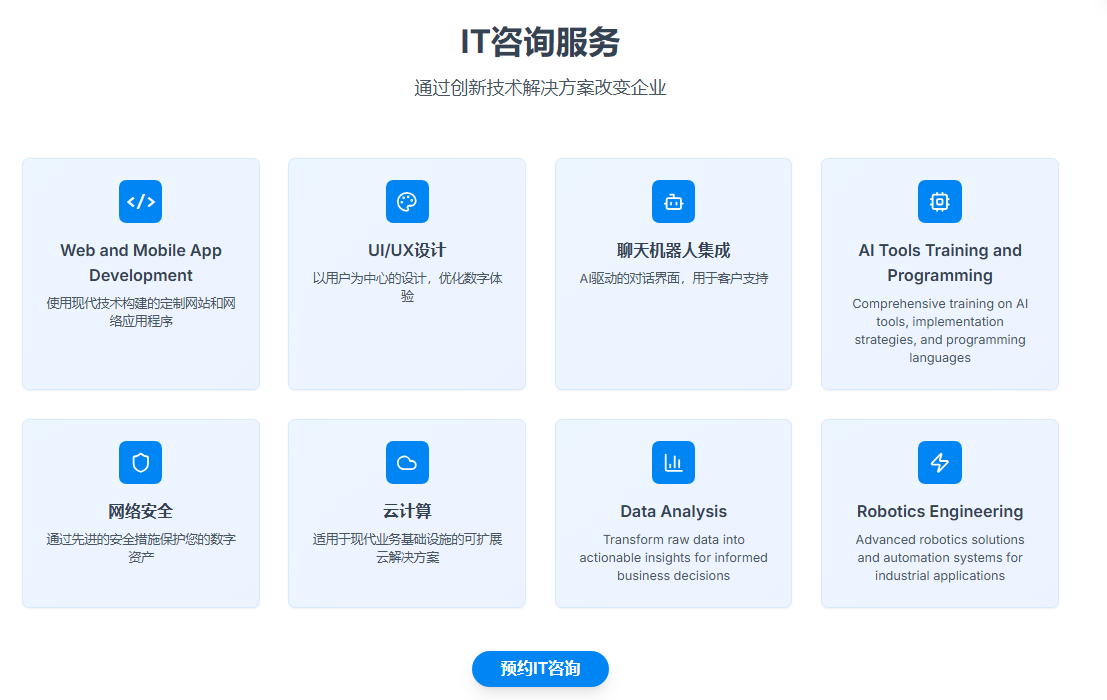 IT咨询服务
通过创新技术解决方案改变企业
Web and Mobile App
Development
使用现代技术构建的定制网站和网
络应用程序
UI/UX设计
以用户为中心的设计，优化数字体
验
聊天机器人集成
AI驱动的对话界面，用于客户支持
AI Tools Training and
Programming
Comprehensive training on AI
tools, implementation
strategies, and programming
languages
网络安全
通过先进的安全措施保护您的数字
资产
云计算
适用于现代业务基础设施的可扩展
云解决方案
Data Analysis
Transform raw data into
actionable insights for informed
business decisions
Robotics Engineering
Advanced robotics solutions
and automation systems for
industrial applications
预约IT咨询